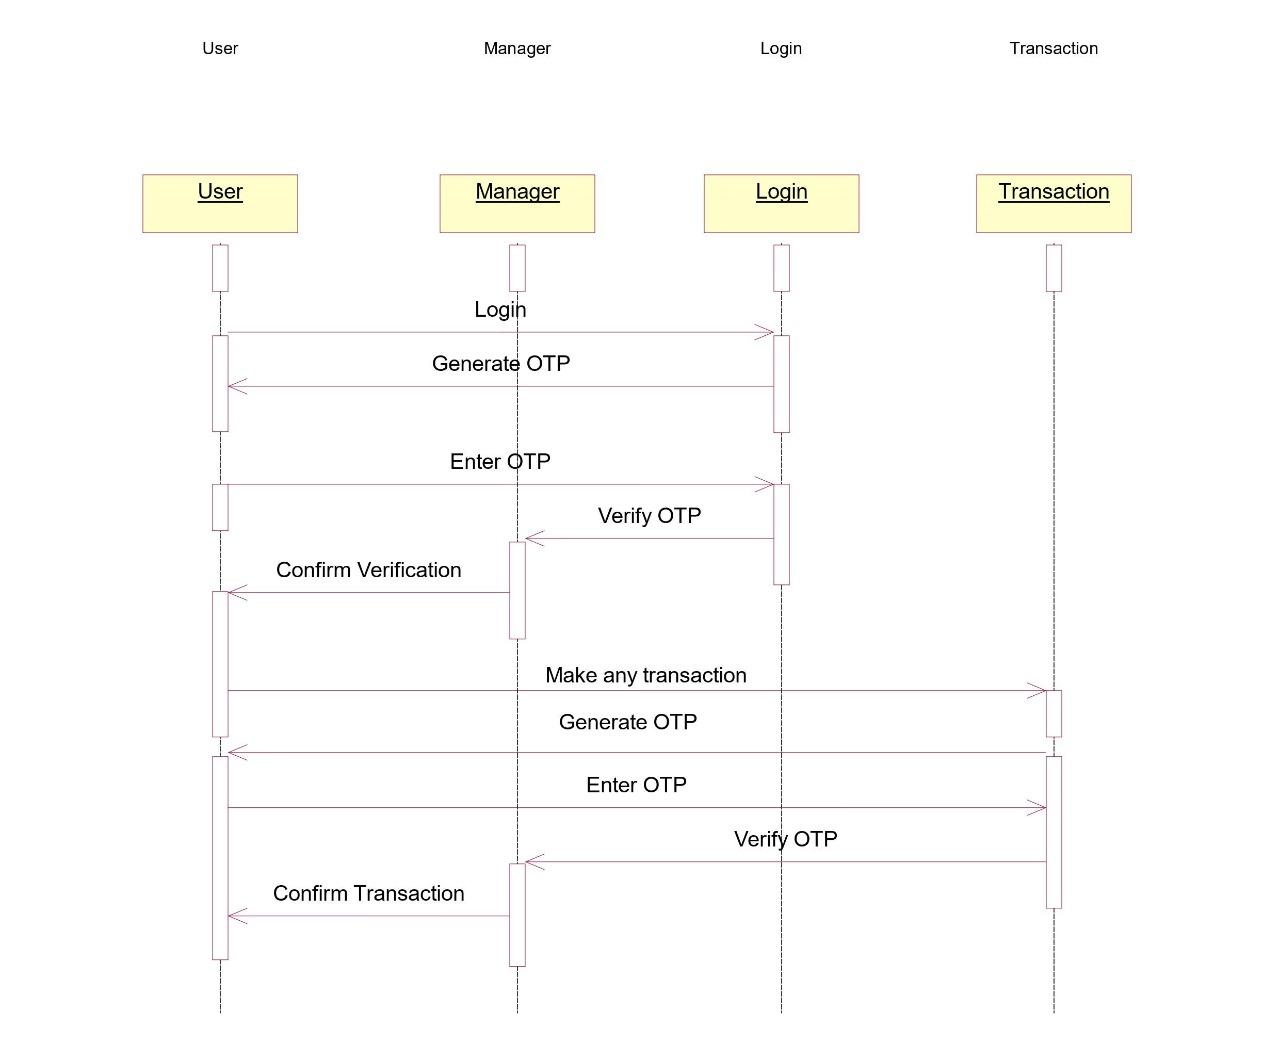 User
Manager
Login
Transaction
User
Manager
Login
Transaction
Login
Generate OTP
Enter OTP
Verify OTP
Confirm Verification
Make any transaction
Generate OTP
Enter OTP
Verify OTP
Confirm Transaction